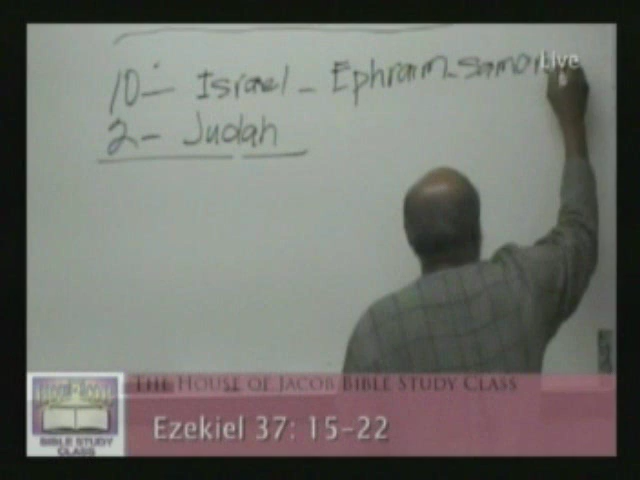 10- Israel - Ephraim - Samar
Live
2 - Judah
THE HOUSE OF JACOB BIBLE STUDY CLASS
Ezekiel 37: 15-22
BIBLE STUDY
CLASS